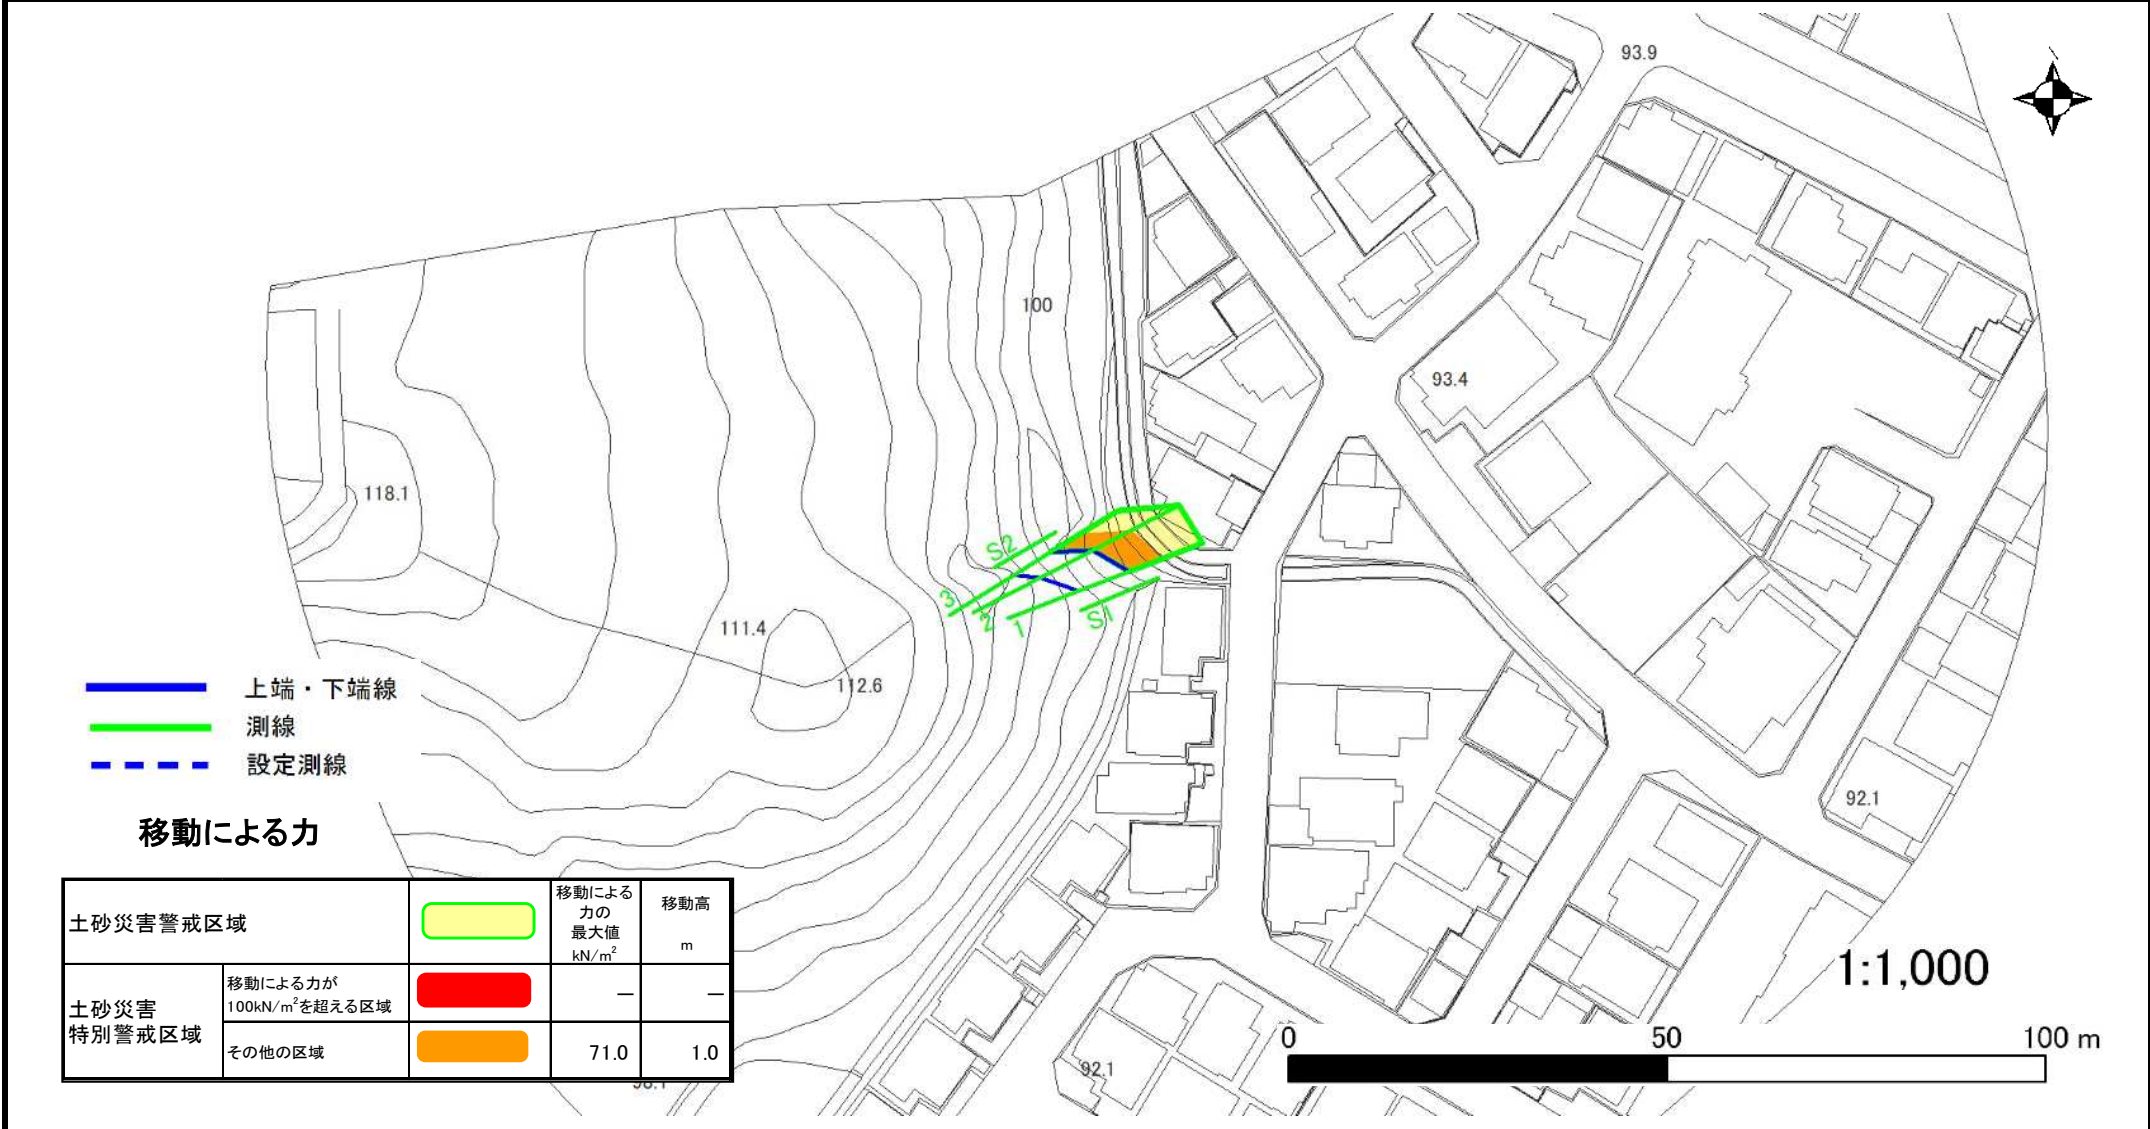 93.9
100
93.4
118.1
S2
3
2
1
S1
111.4
112.6
上端・下端線
測線
設定測線
92.1
移動による力
土砂災害警戒区域
移動による
力の
最大値
kN/m²
移動高
m
土砂災害
特別警戒区域
移動による力が
100kN/m²を超える区域
－
－
その他の区域
71.0
1.0
1:1,000
0
50
100 m
92.1